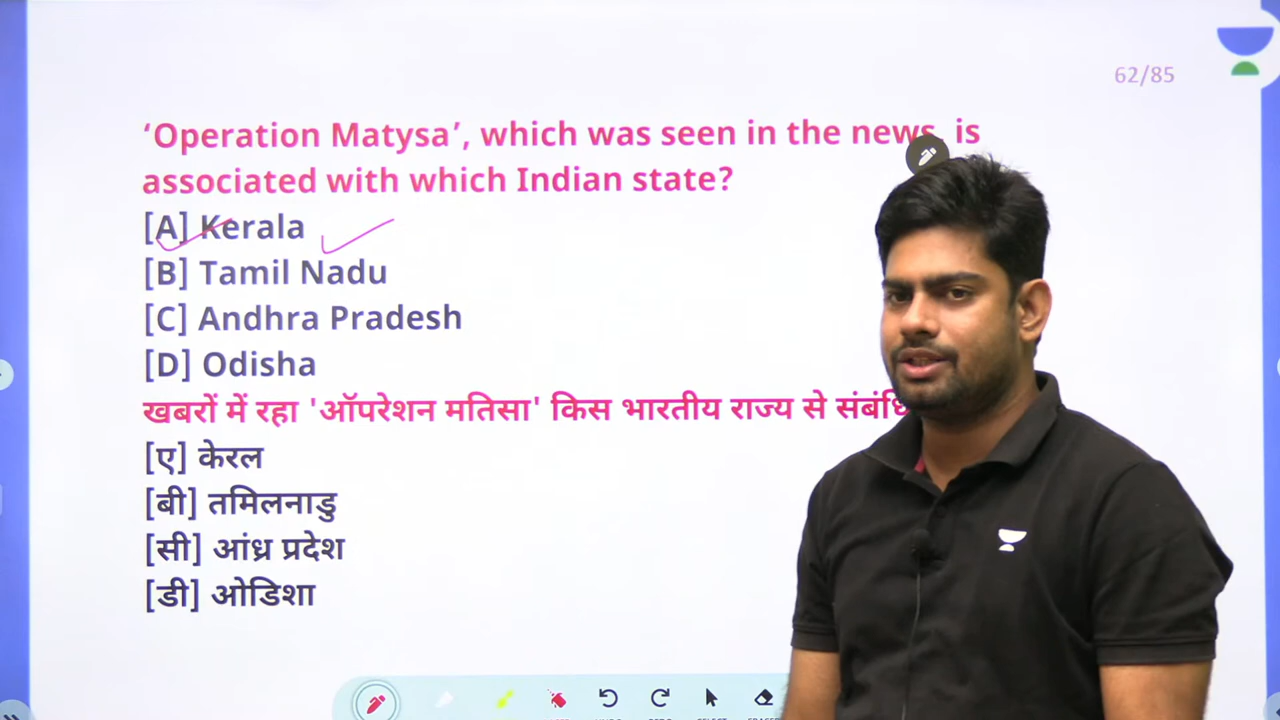 62/85
‘Operation Matysa’, which was seen in the news, is
associated with which Indian state?
[A] Kerala
[B] Tamil Nadu
[C] Andhra Pradesh
[D] Odisha
खबरों में रहा 'ऑपरेशन मतिसा' किस भारतीय राज्य से
[ए] केरल
[बी] तमिलनाडु
[सी] आंध्र प्रदेश
[डी] ओडिशा